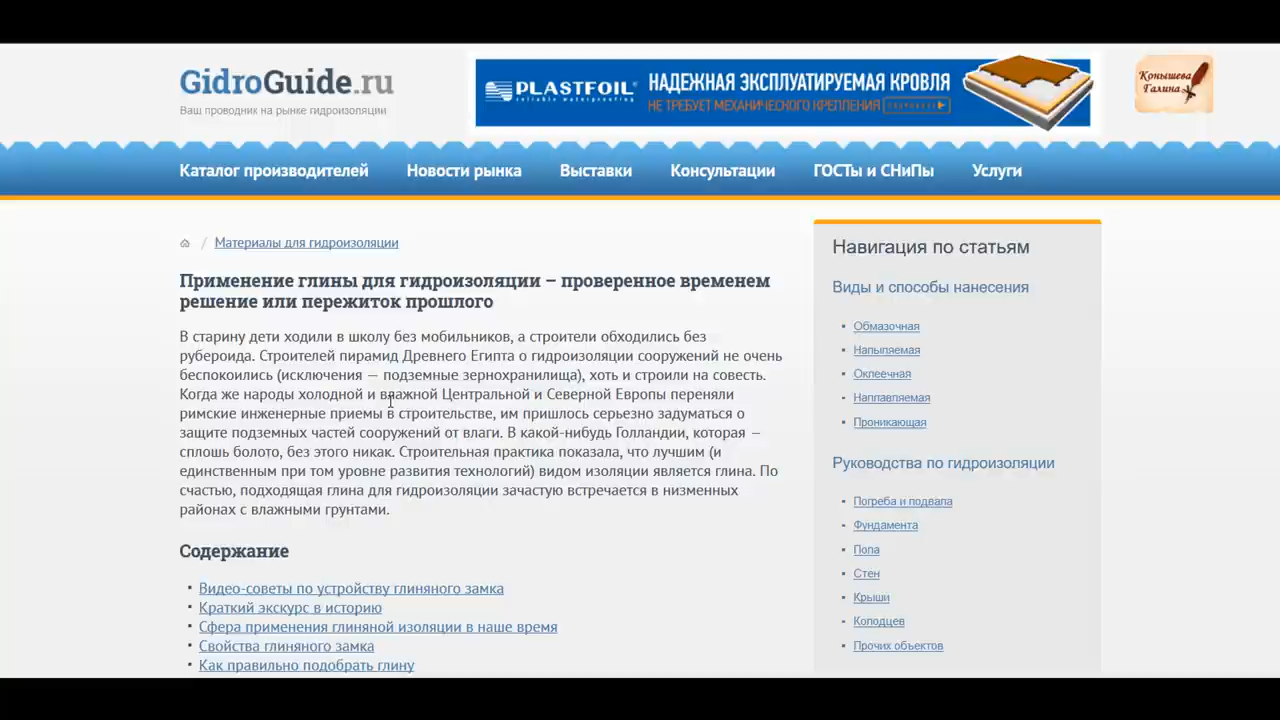 GidroGuide.ru
Ваш проводник на рынке гидроизоляции
PLASTFOIL
reliable waterproofing
НАДЕЖНАЯ ЭКСПЛУАТИРУЕМАЯ КРОВЛЯ
НЕ ТРЕБУЕТ МЕХАНИЧЕСКОГО КРЕПЛЕНИЯ
Конышева
Галина
Каталог производителей
Новости рынка
Выставки
Консультации
ГОСТы и СНиПы
Услуги
/ Материалы для гидроизоляции
Применение глины для гидроизоляции – проверенное временем
решение или пережиток прошлого
В старину дети ходили в школу без мобильников, а строители обходились без
рубероида. Строителей пирамид Древнего Египта о гидроизоляции сооружений не очень
беспокоились (исключения — подземные зернохранилища), хоть и строили на совесть.
Когда же народы холодной и влажной Центральной и Северной Европы переняли
римские инженерные приемы в строительстве, им пришлось серьезно задуматься о
защите подземных частей сооружений от влаги. В какой-нибудь Голландии, которая —
сплошь болото, без этого никак. Строительная практика показала, что лучшим (и
единственным при том уровне развития технологий) видом изоляции является глина. По
счастью, подходящая глина для гидроизоляции зачастую встречается в низменных
районах с влажными грунтами.
Содержание
▪ Видео-советы по устройству глиняного замка
▪ Краткий экскурс в историю
▪ Сфера применения глиняной изоляции в наше время
▪ Свойства глиняного замка
▪ Как правильно подобрать глину
Навигация по статьям
Виды и способы нанесения
▪ Обмазочная
▪ Напыляемая
▪ Оклеечная
▪ Наплавляемая
▪ Проникающая
Руководства по гидроизоляции
▪ Погреба и подвала
▪ Фундамента
▪ Пола
▪ Стен
▪ Крыши
▪ Колодцев
▪ Прочих объектов